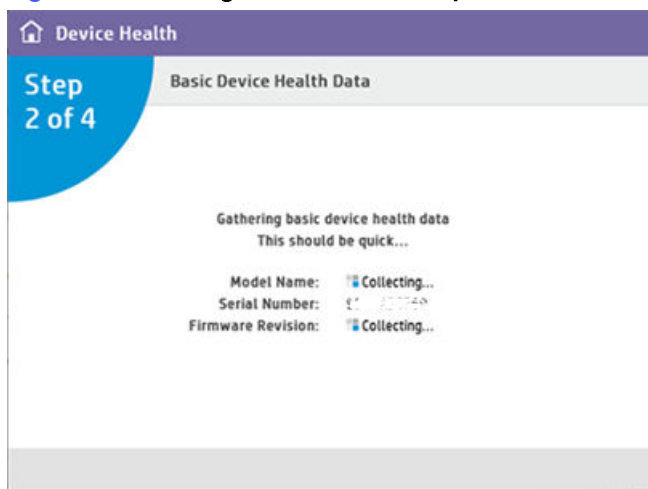 Device Health
Step
2 of 4
Basic Device Health Data
Gathering basic device health data
This should be quick...
Model Name: Collecting...
Serial Number:
Firmware Revision: Collecting...